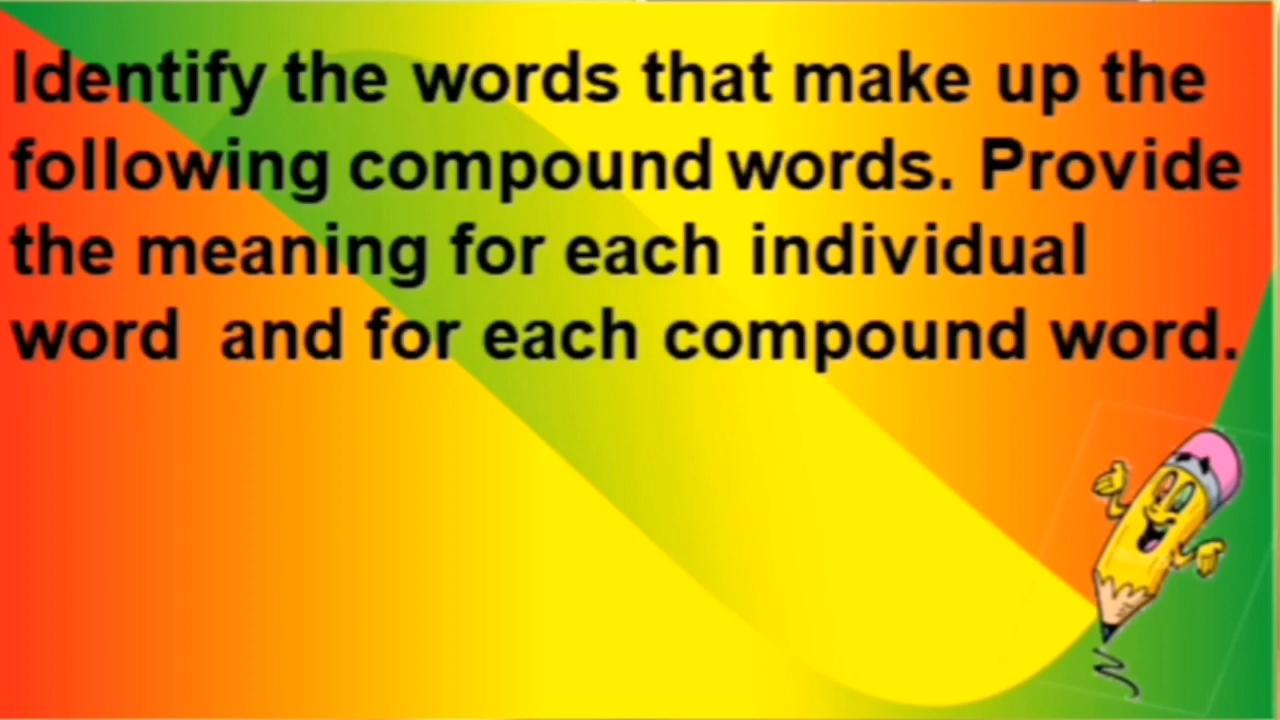 Identify the words that make up the
following compound words. Provide
the meaning for each individual
word and for each compound word.